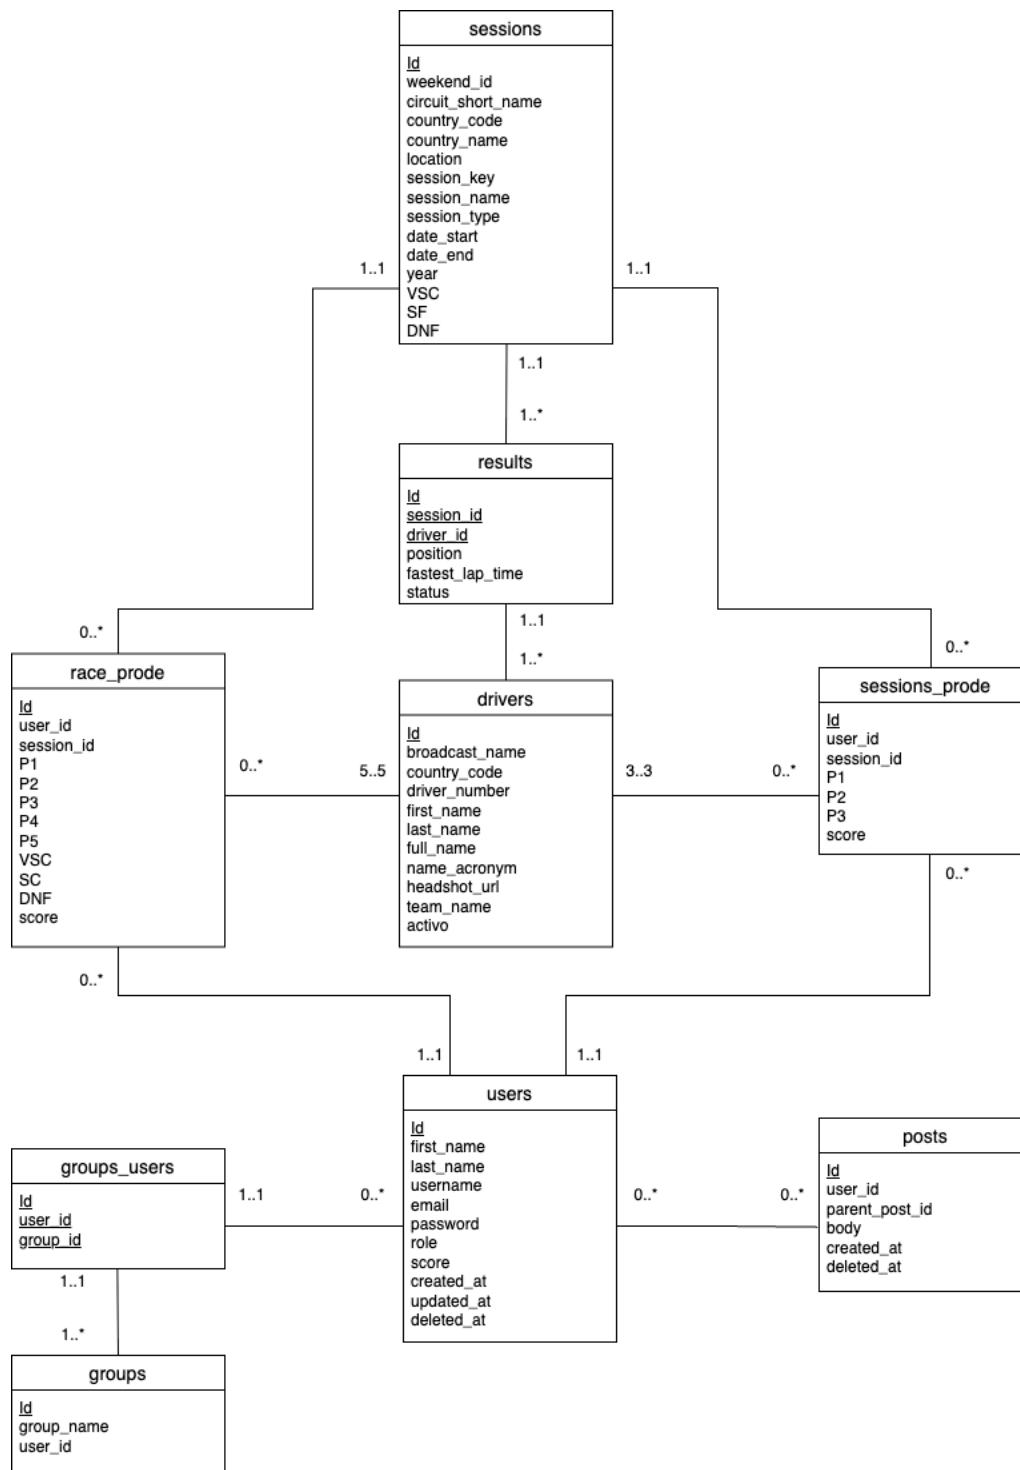 sessions
Id
weekend_id
circuit_short_name
country_code
country_name
location
session_key
session_name
session_type
date_start
date_end
year
VSC
SF
DNF
1..1
1..1
1..1
1..*
results
Id
session_id
driver_id
position
fastest_lap_time
status
1..1
1..*
0..*
0..*
race_prode
Id
user_id
session_id
P1
P2
P3
P4
P5
VSC
SC
DNF
score
0..*
5..5
drivers
Id
broadcast_name
country_code
driver_number
first_name
last_name
full_name
name_acronym
headshot_url
team_name
activo
3..3
0..*
sessions_prode
Id
user_id
session_id
P1
P2
P3
score
0..*
0..*
1..1
1..1
users
Id
first_name
last_name
username
email
password
role
score
created_at
updated_at
deleted_at
groups_users
Id
user_id
group_id
1..1
0..*
0..*
0..*
posts
Id
user_id
parent_post_id
body
created_at
deleted_at
1..1
1..*
groups
Id
group_name
user_id